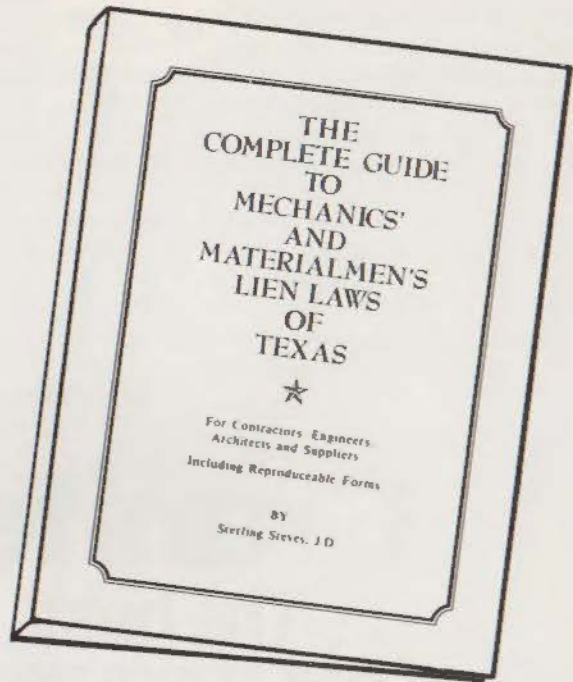 THE
COMPLETE GUIDE
TO
MECHANICS'
AND
MATERIALMEN'S
LIEN LAWS
OF
TEXAS
For Contractors, Engineers
Architects and Suppliers
Including Reproduceable Forms
BY
Sterling Steves, J.D